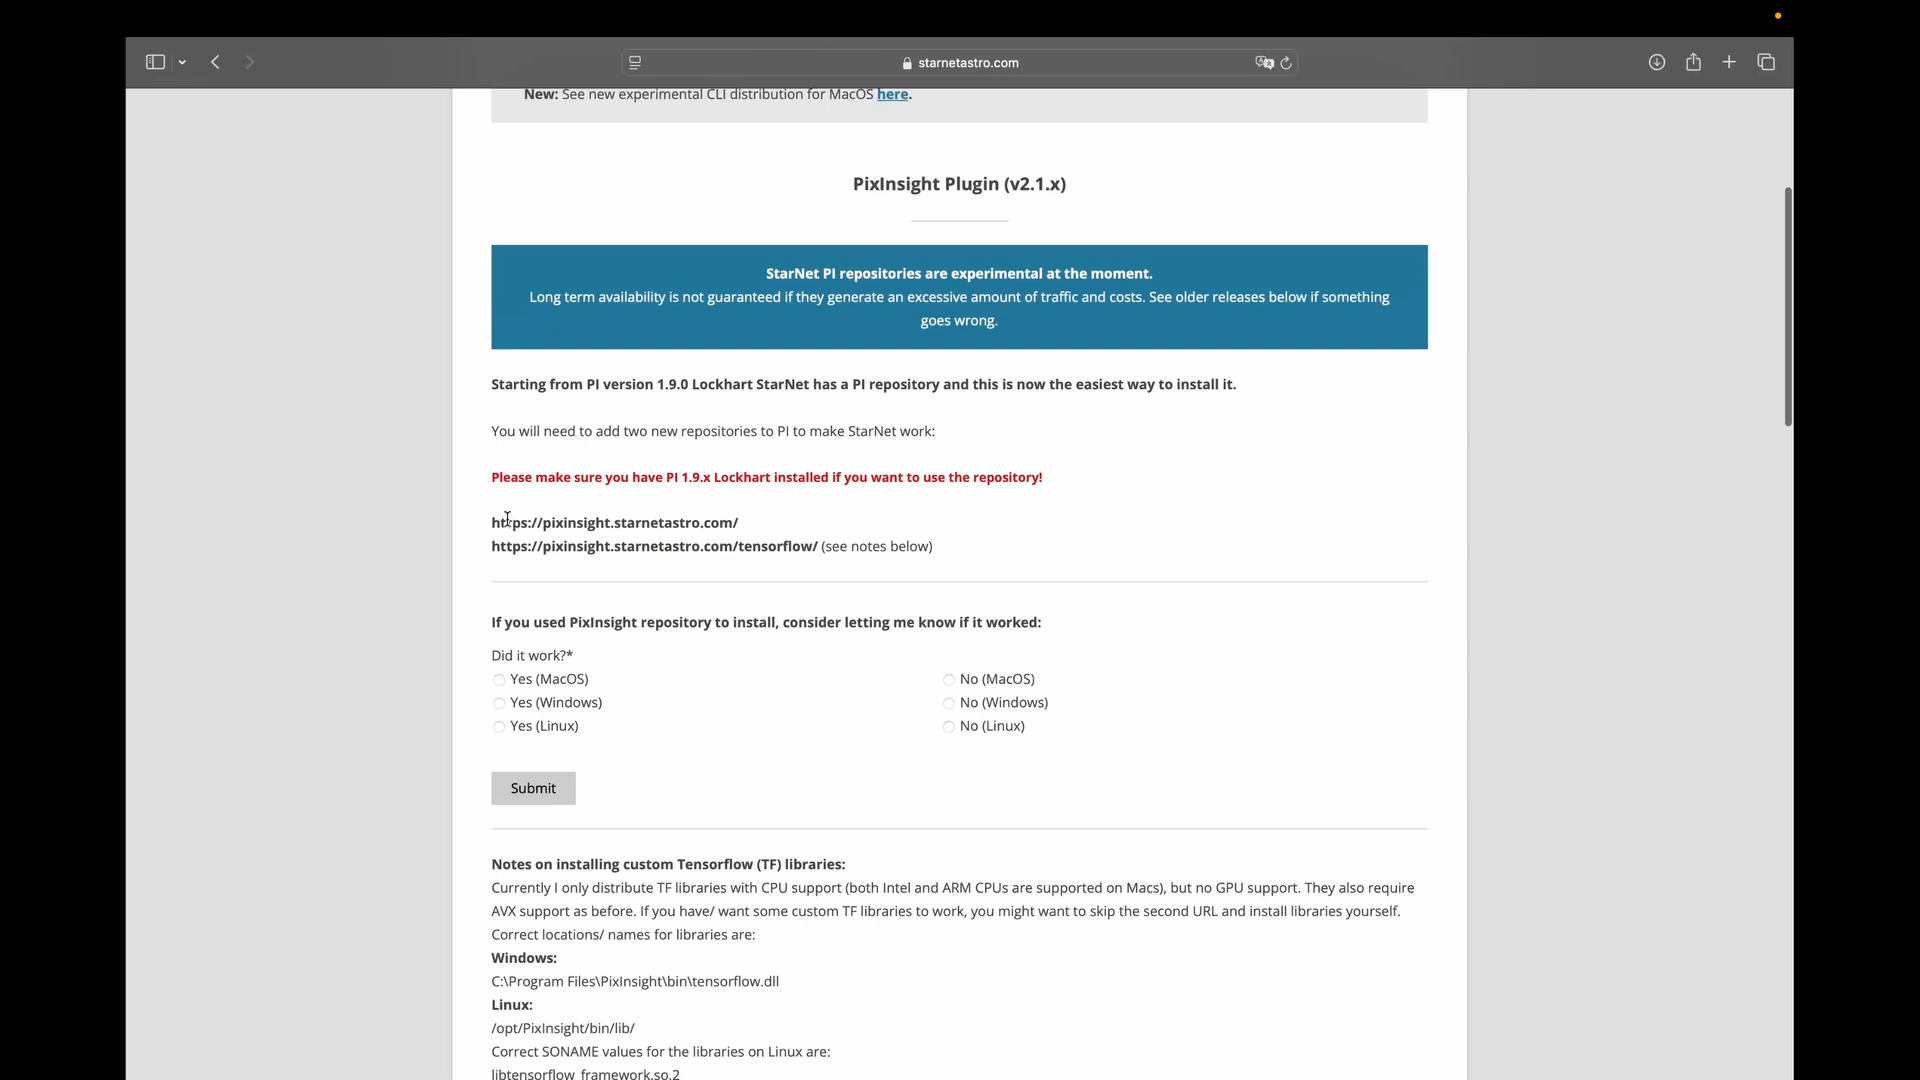 starnetastro.com
New: See new experimental CLI distribution for MacOS here.
PixInsight Plugin (v2.1.x)
StarNet PI repositories are experimental at the moment.
Long term availability is not guaranteed if they generate an excessive amount of traffic and costs. See older releases below if something
goes wrong.
Starting from PI version 1.9.0 Lockhart StarNet has a PI repository and this is now the easiest way to install it.
You will need to add two new repositories to PI to make StarNet work:
Please make sure you have PI 1.9.x Lockhart installed if you want to use the repository!
https://pixinsight.starnetastro.com/
https://pixinsight.starnetastro.com/tensorflow/ (see notes below)
If you used PixInsight repository to install, consider letting me know if it worked:
Did it work?*
Yes (MacOS)
No (MacOS)
Yes (Windows)
No (Windows)
Yes (Linux)
No (Linux)
Submit
Notes on installing custom Tensorflow (TF) libraries:
Currently I only distribute TF libraries with CPU support (both Intel and ARM CPUs are supported on Macs), but no GPU support. They also require
AVX support as before. If you have/ want some custom TF libraries to work, you might want to skip the second URL and install libraries yourself.
Correct locations/ names for libraries are:
Windows:
C:\Program Files\PixInsight\bin\tensorflow.dll
Linux:
/opt/PixInsight/bin/lib/
Correct SONAME values for the libraries on Linux are:
libtensorflow_framework.so.2